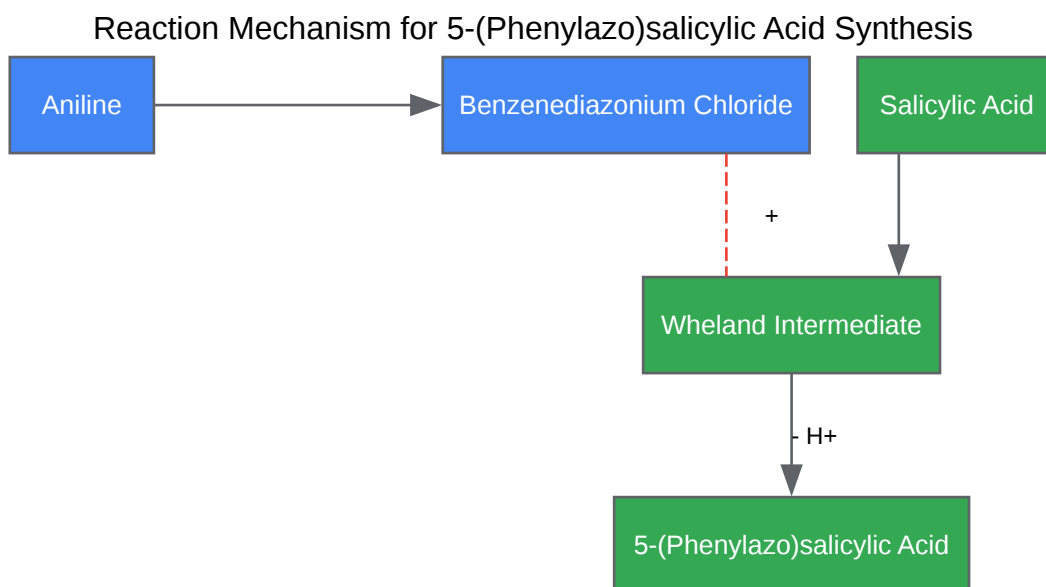 Reaction Mechanism for 5-(Phenylazo)salicylic Acid Synthesis
Aniline
Benzenediazonium Chloride
Salicylic Acid
+
Wheland Intermediate
- H+
5-(Phenylazo)salicylic Acid